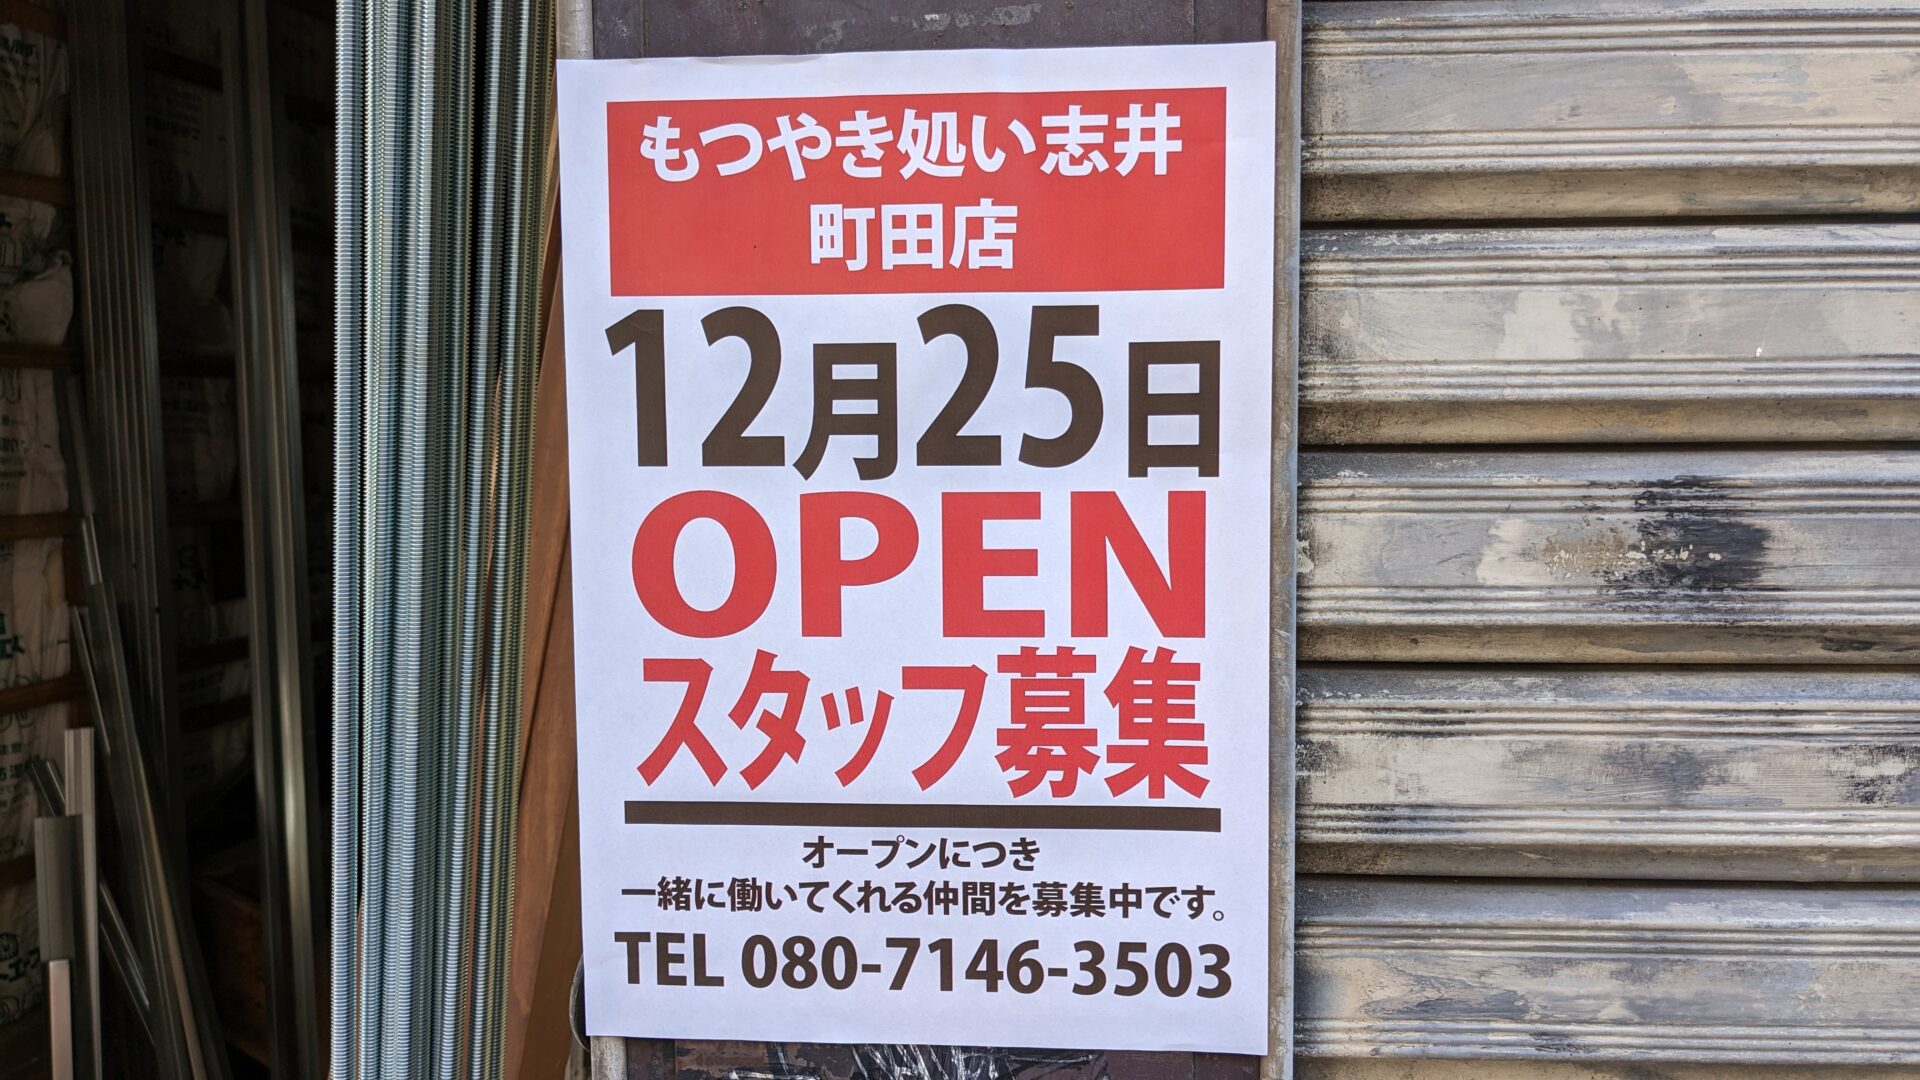 もつやき処い志井
町田店
12月25日
OPEN
スタッフ募集
オープンにつき
一緒に働いてくれる仲間を募集中です。
TEL 080-7146-3503